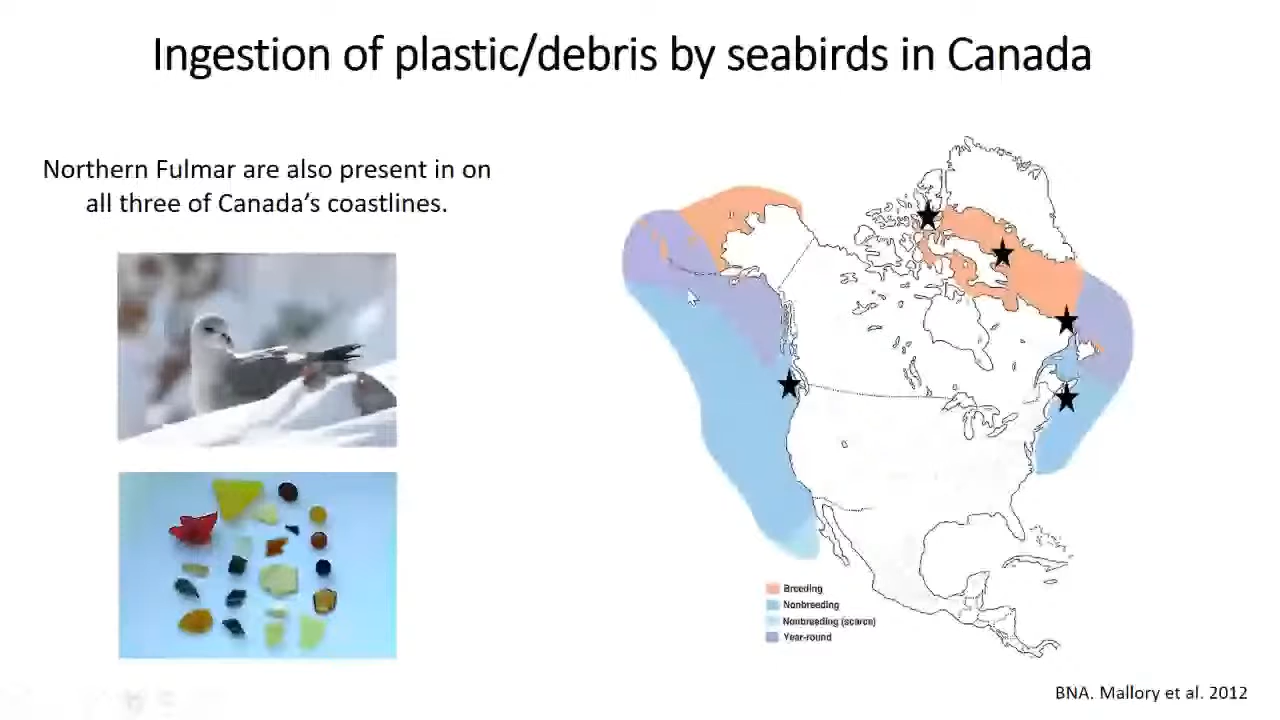 Ingestion of plastic/debris by seabirds in Canada
Northern Fulmar are also present in on
all three of Canada's coastlines.
Breeding
Nonbreeding
Nonbreeding (scarce)
Year-round
BNA. Mallory et al. 2012